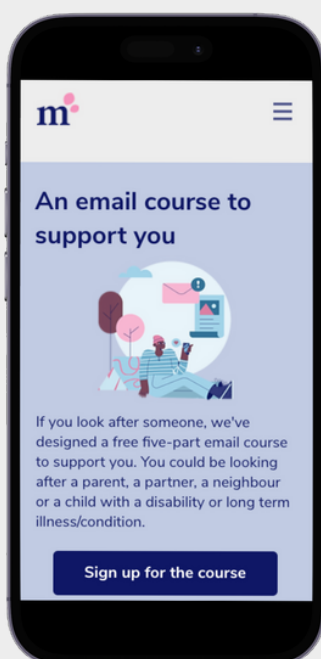 m
An email course to
support you
If you look after someone, we've
designed a free five-part email course
to support you. You could be looking
after a parent, a partner, a neighbour
or a child with a disability or long term
illness/condition.
Sign up for the course